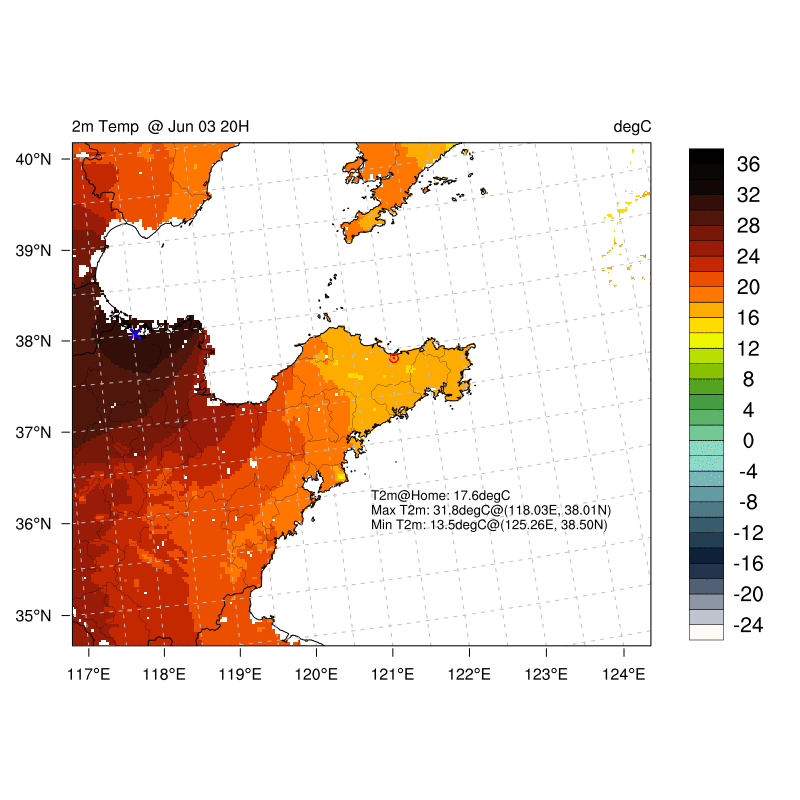 2m Temp @ Jun 03 20H
degC
40°N
39°N
38°N
37°N
36°N
35°N
117°E
118°E
119°E
120°E
121°E
122°E
123°E
124°E
T2m@Home: 17.6degC
Max T2m: 31.8degC@(118.03E, 38.01N)
Min T2m: 13.5degC@(125.26E, 38.50N)
36
32
28
24
20
16
12
8
4
0
-4
-8
-12
-16
-20
-24